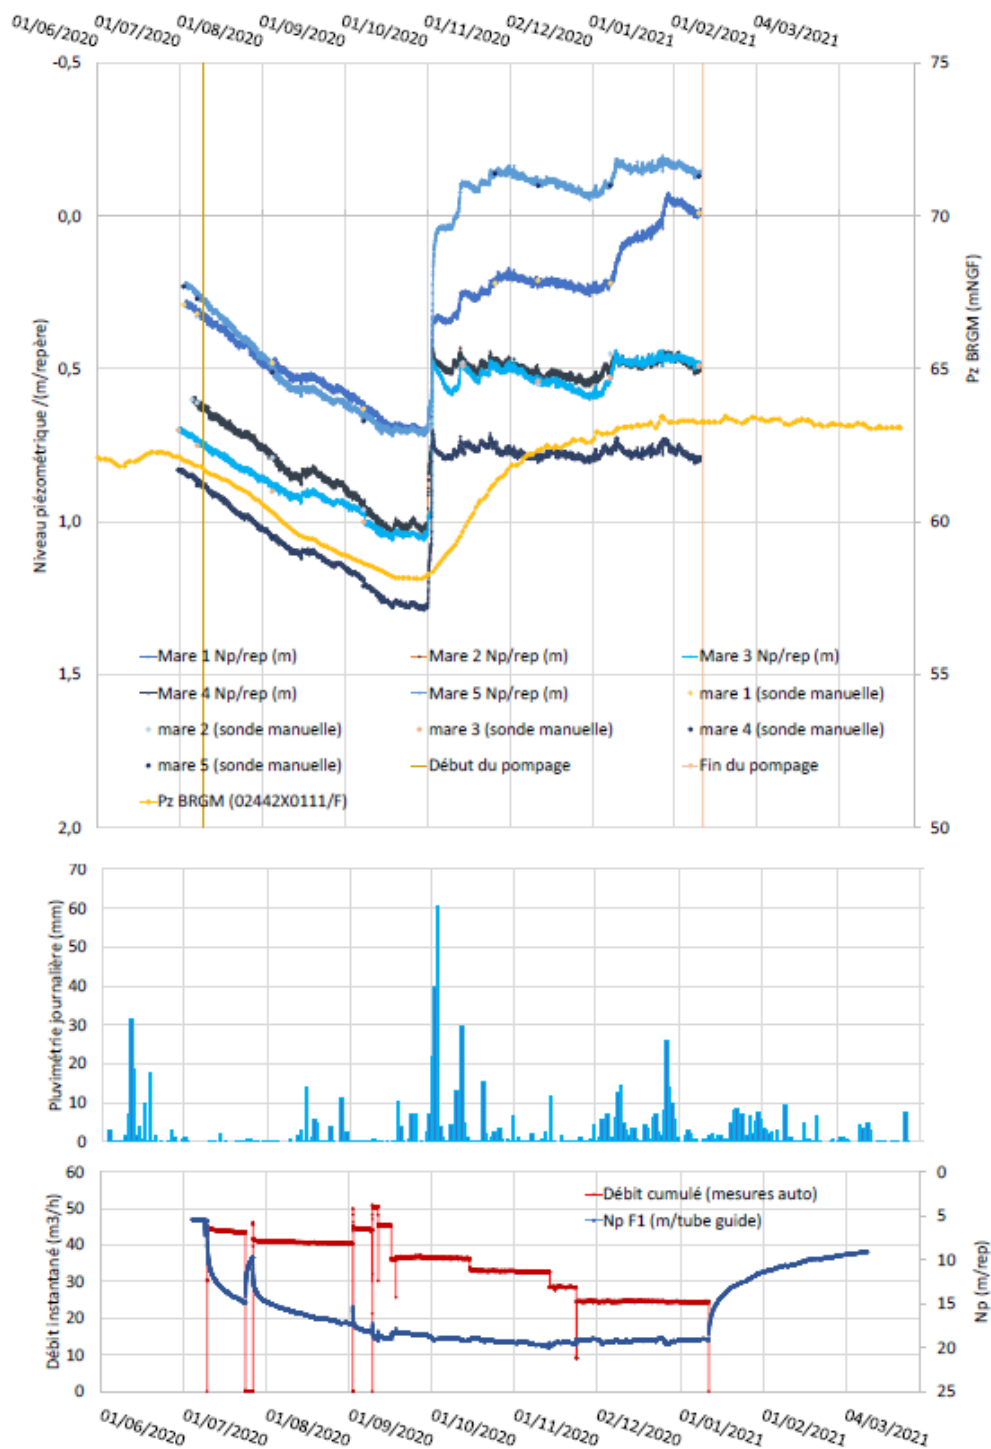 01/06/2020 01/07/2020 01/08/2020 01/09/2020 01/10/2020 01/11/2020 02/12/2020 01/01/2021 01/02/2021 04/03/2021
-0,5
0,0
0,5
1,0
1,5
2,0
Niveau piézométrique /(m/repère)
75
70
65
60
55
50
Pz BRGM (mNGF)
Mare 1 Np/rep (m) Mare 2 Np/rep (m) Mare 3 Np/rep (m)
Mare 4 Np/rep (m) Mare 5 Np/rep (m) mare 1 (sonde manuelle)
mare 2 (sonde manuelle) mare 3 (sonde manuelle) mare 4 (sonde manuelle)
mare 5 (sonde manuelle) Début du pompage Fin du pompage
Pz BRGM (02442X0111/F)
70
60
50
40
30
20
10
0
Pluvimétrie journalière (mm)
60
50
40
30
20
10
0
Débit instantané (m3/h)
Débit cumulé (mesures auto)
Np F1 (m/tube guide)
0
5
10
15
20
25
Np (m/rep)
01/06/2020 01/07/2020 01/08/2020 01/09/2020 01/10/2020 01/11/2020 02/12/2020 01/01/2021 01/02/2021 04/03/2021